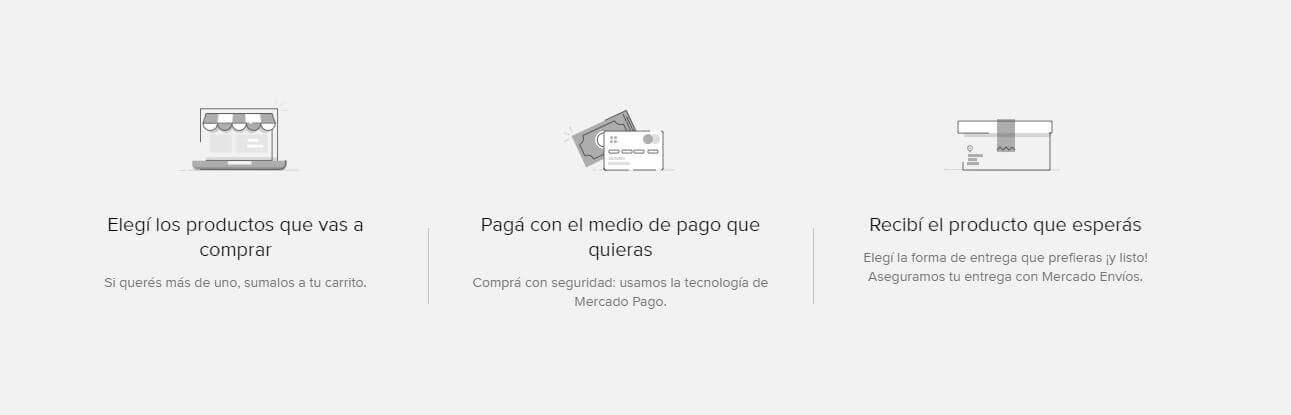 Elegí los productos que vas a
comprar
Si querés más de uno, sumalos a tu carrito.
Pagá con el medio de pago que
quieras
Comprá con seguridad: usamos la tecnología de
Mercado Pago.
Recibí el producto que esperás
Elegí la forma de entrega que prefieras ¡y listo!
Aseguramos tu entrega con Mercado Envíos.